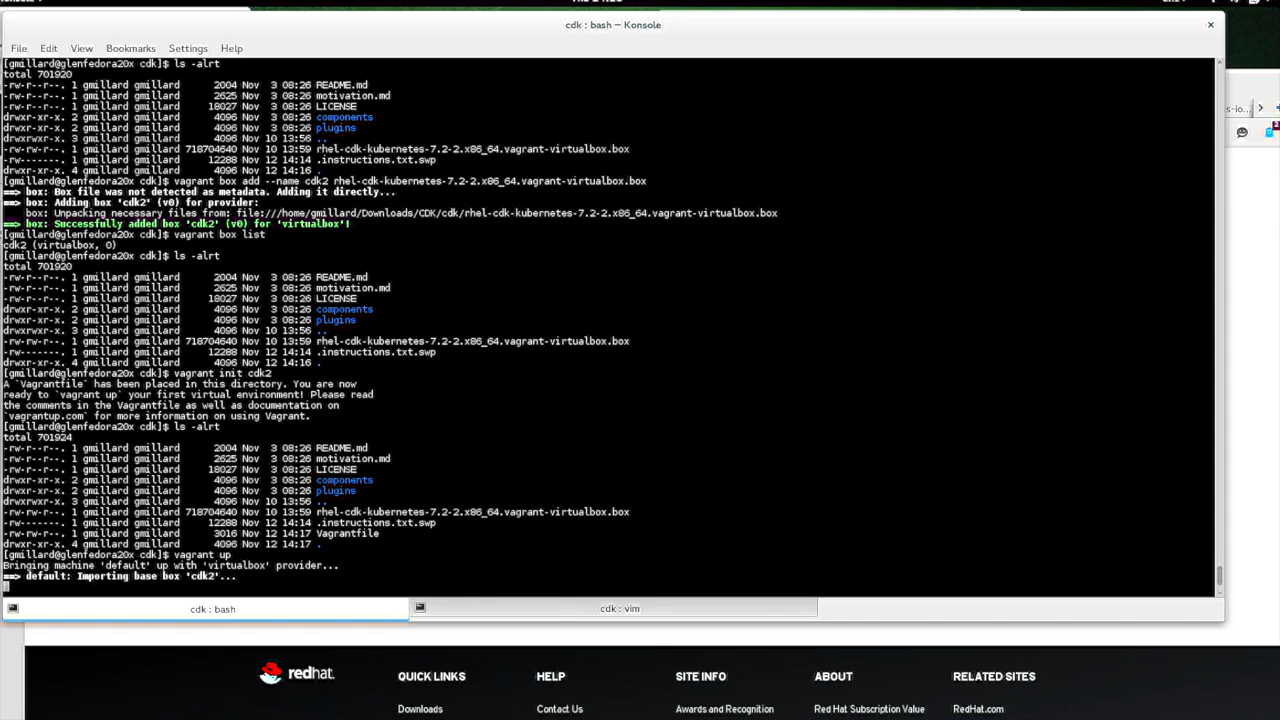 cdk : bash — Konsole
File Edit View Bookmarks Settings Help
[gmillard@glenfedora20x cdk]$ ls -alrt
total 701920
-rw-r--r--. 1 gmillard gmillard 2004 Nov 3 08:26 README.md
-rw-r--r--. 1 gmillard gmillard 2625 Nov 3 08:26 motivation.md
-rw-r--r--. 1 gmillard gmillard 18027 Nov 3 08:26 LICENSE
drwxr-xr-x. 2 gmillard gmillard 4096 Nov 3 08:26 components
drwxr-xr-x. 2 gmillard gmillard 4096 Nov 3 08:26 plugins
drwxrwxr-x. 3 gmillard gmillard 4096 Nov 10 13:56 ..
-rw-rw-r--. 1 gmillard gmillard 718704640 Nov 10 13:59 rhel-cdk-kubernetes-7.2-2.x86_64.vagrant-virtualbox.box
-rw-------. 1 gmillard gmillard 12288 Nov 12 14:14 .instructions.txt.swp
drwxr-xr-x. 4 gmillard gmillard 4096 Nov 12 14:16 .
[gmillard@glenfedora20x cdk]$ vagrant box add --name cdk2 rhel-cdk-kubernetes-7.2-2.x86_64.vagrant-virtualbox.box
==> box: Box file was not detected as metadata. Adding it directly...
==> box: Adding box 'cdk2' (v0) for provider:
box: Unpacking necessary files from: file:///home/gmillard/Downloads/CDK/cdk/rhel-cdk-kubernetes-7.2-2.x86_64.vagrant-virtualbox.box
==> box: Successfully added box 'cdk2' (v0) for 'virtualbox'!
[gmillard@glenfedora20x cdk]$ vagrant box list
cdk2 (virtualbox, 0)
[gmillard@glenfedora20x cdk]$ ls -alrt
total 701920
-rw-r--r--. 1 gmillard gmillard 2004 Nov 3 08:26 README.md
-rw-r--r--. 1 gmillard gmillard 2625 Nov 3 08:26 motivation.md
-rw-r--r--. 1 gmillard gmillard 18027 Nov 3 08:26 LICENSE
drwxr-xr-x. 2 gmillard gmillard 4096 Nov 3 08:26 components
drwxr-xr-x. 2 gmillard gmillard 4096 Nov 3 08:26 plugins
drwxrwxr-x. 3 gmillard gmillard 4096 Nov 10 13:56 ..
-rw-rw-r--. 1 gmillard gmillard 718704640 Nov 10 13:59 rhel-cdk-kubernetes-7.2-2.x86_64.vagrant-virtualbox.box
-rw-------. 1 gmillard gmillard 12288 Nov 12 14:14 .instructions.txt.swp
drwxr-xr-x. 4 gmillard gmillard 4096 Nov 12 14:16 .
[gmillard@glenfedora20x cdk]$ vagrant init cdk2
A `Vagrantfile` has been placed in this directory. You are now
ready to `vagrant up` your first virtual environment! Please read
the comments in the Vagrantfile as well as documentation on
`vagrantup.com` for more information on using Vagrant.
[gmillard@glenfedora20x cdk]$ ls -alrt
total 701924
-rw-r--r--. 1 gmillard gmillard 2004 Nov 3 08:26 README.md
-rw-r--r--. 1 gmillard gmillard 2625 Nov 3 08:26 motivation.md
-rw-r--r--. 1 gmillard gmillard 18027 Nov 3 08:26 LICENSE
drwxr-xr-x. 2 gmillard gmillard 4096 Nov 3 08:26 components
drwxr-xr-x. 2 gmillard gmillard 4096 Nov 3 08:26 plugins
drwxrwxr-x. 3 gmillard gmillard 4096 Nov 10 13:56 ..
-rw-rw-r--. 1 gmillard gmillard 718704640 Nov 10 13:59 rhel-cdk-kubernetes-7.2-2.x86_64.vagrant-virtualbox.box
-rw-------. 1 gmillard gmillard 12288 Nov 12 14:14 .instructions.txt.swp
-rw-rw-r--. 1 gmillard gmillard 3016 Nov 12 14:17 Vagrantfile
drwxr-xr-x. 4 gmillard gmillard 4096 Nov 12 14:17 .
[gmillard@glenfedora20x cdk]$ vagrant up
Bringing machine 'default' up with 'virtualbox' provider...
==> default: Importing base box 'cdk2'...
cdk : bash cdk : vim
redhat. QUICK LINKS HELP SITE INFO ABOUT RELATED SITES
Downloads Contact Us Awards and Recognition Red Hat Subscription Value RedHat.com